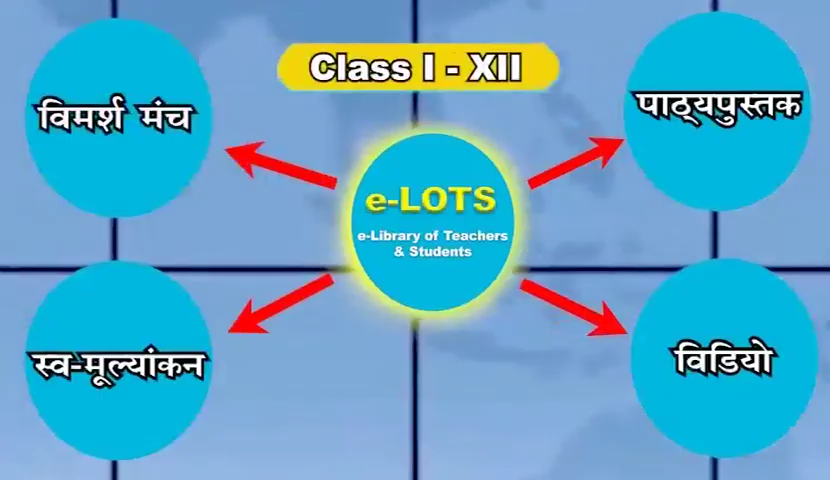 Class I - XII
विमर्श मंच
पाठ्यपुस्तक
e-LOTS
e-Library of Teachers
& Students
स्व-मूल्यांकन
विडियो